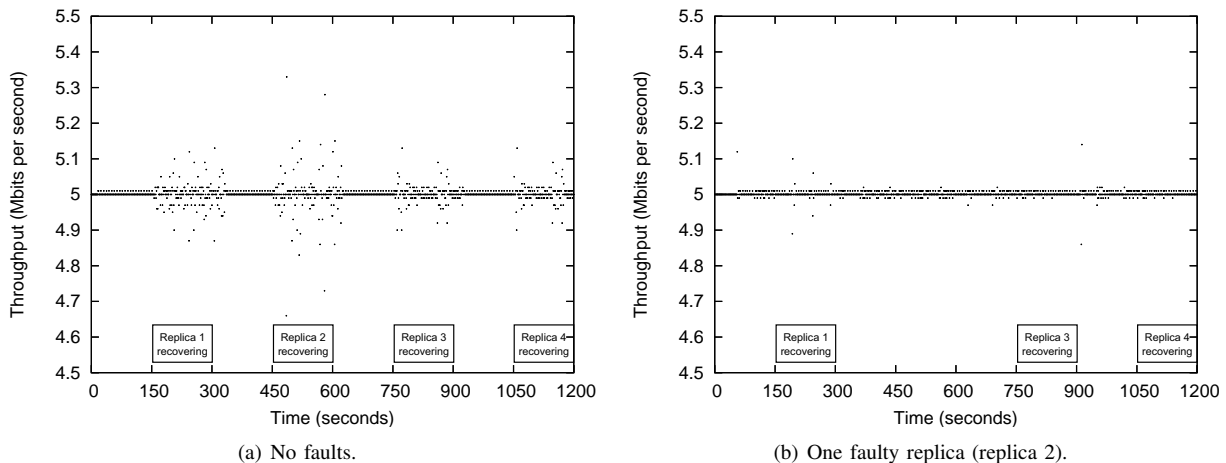 5.5
5.4
5.3
5.2
5.1
5
4.9
4.8
4.7
4.6
4.5
Throughput (Mbits per second)
Replica 1
recovering
Replica 2
recovering
Replica 3
recovering
Replica 4
recovering
0 150 300 450 600 750 900 1050 1200
Time (seconds)
(a) No faults.
5.5
5.4
5.3
5.2
5.1
5
4.9
4.8
4.7
4.6
4.5
Throughput (Mbits per second)
Replica 1
recovering
Replica 3
recovering
Replica 4
recovering
0 150 300 450 600 750 900 1050 1200
Time (seconds)
(b) One faulty replica (replica 2).